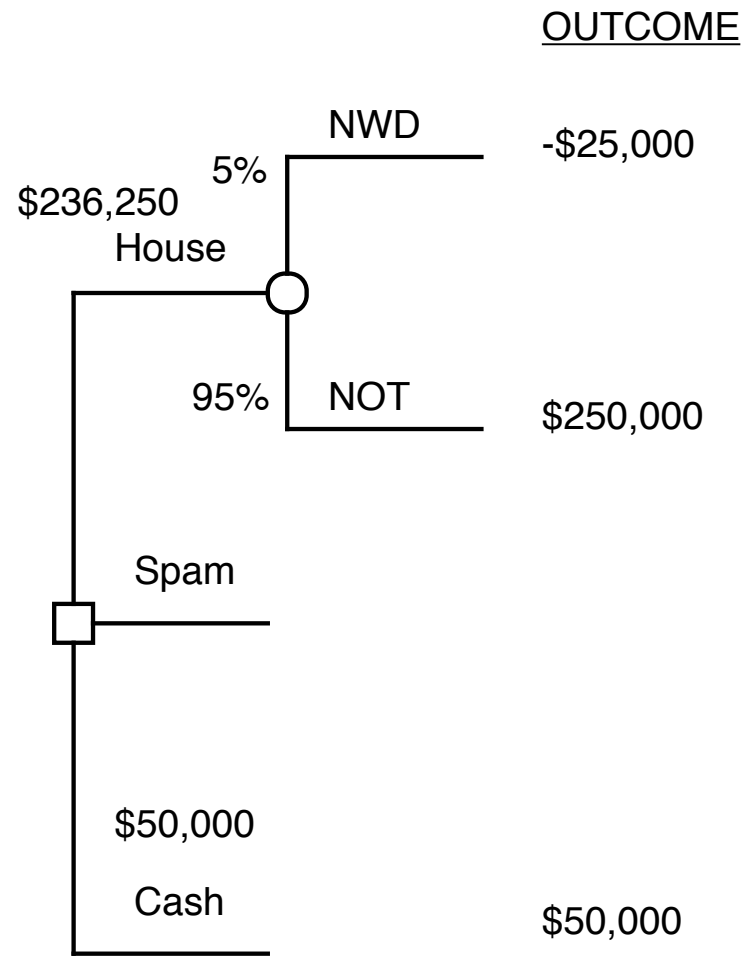 OUTCOME
NWD
-$25,000
5%
$236,250
House
95%
NOT
$250,000
Spam
$50,000
Cash
$50,000